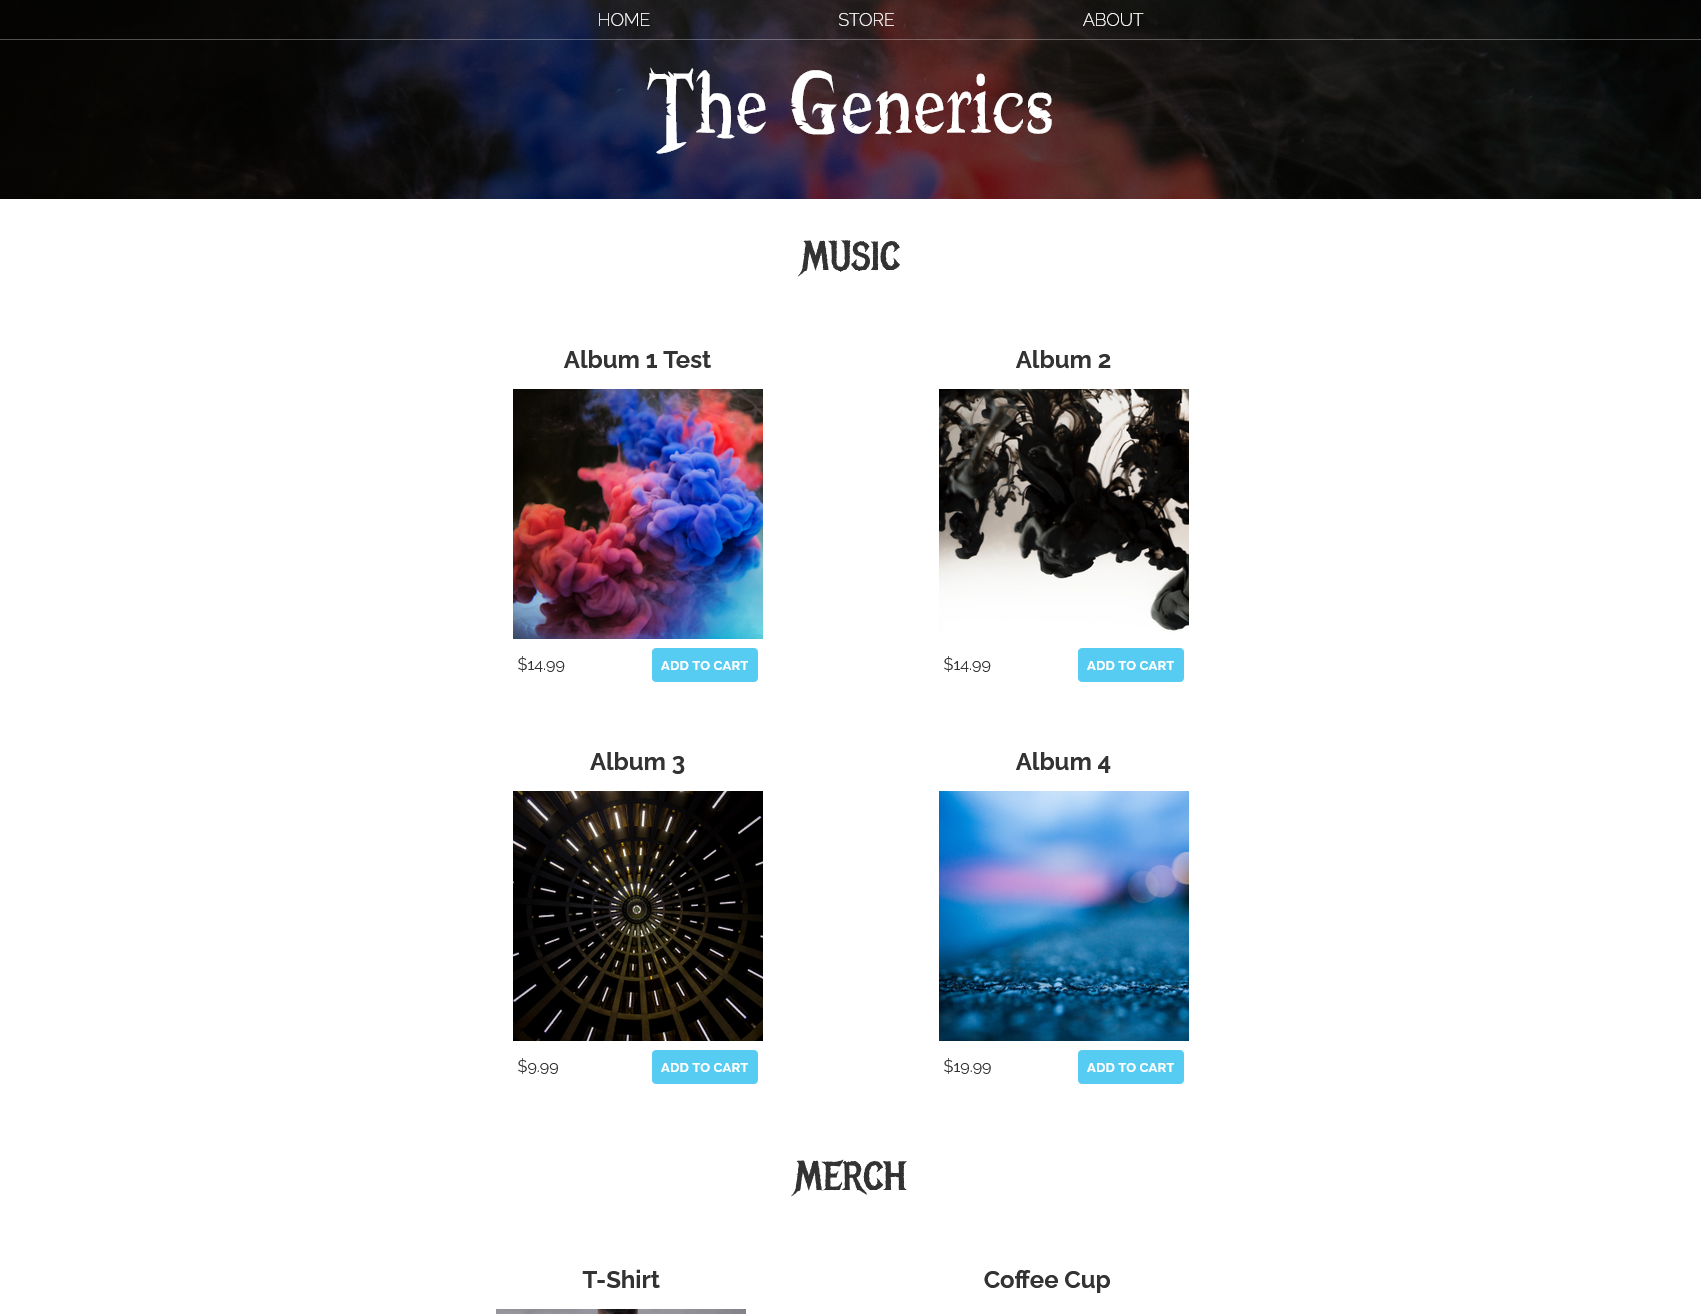 HOME STORE ABOUT
The Generics
MUSIC
Album 1 Test
Album 2
$14.99 ADD TO CART
$14.99 ADD TO CART
Album 3
Album 4
$9.99 ADD TO CART
$19.99 ADD TO CART
MERCH
T-Shirt
Coffee Cup